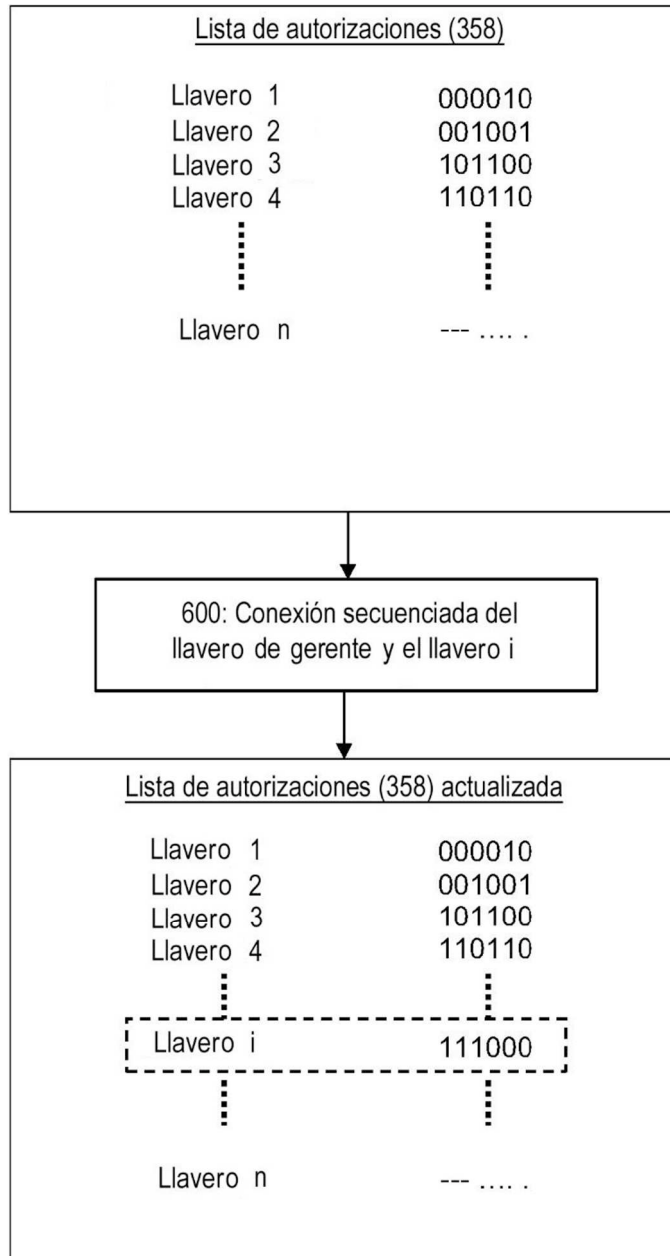 Lista de autorizaciones (358)
Llavero 1 000010
Llavero 2 001001
Llavero 3 101100
Llavero 4 110110
Llavero n --- .... .
600: Conexión secuenciada del
llavero de gerente y el llavero i
Lista de autorizaciones (358) actualizada
Llavero 1 000010
Llavero 2 001001
Llavero 3 101100
Llavero 4 110110
Llavero i 111000
Llavero n --- .... .